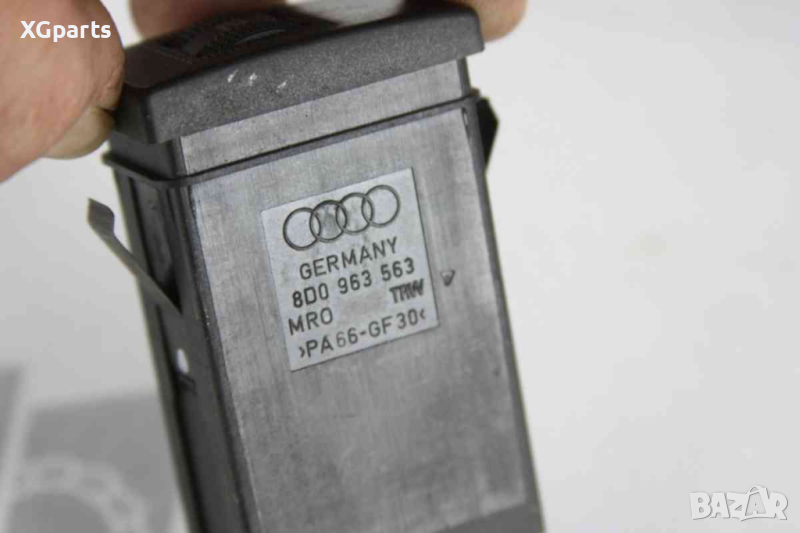 XGparts
GERMANY
8D0 963 563
TRW
MRO
>PA66-GF30<
BAZAR